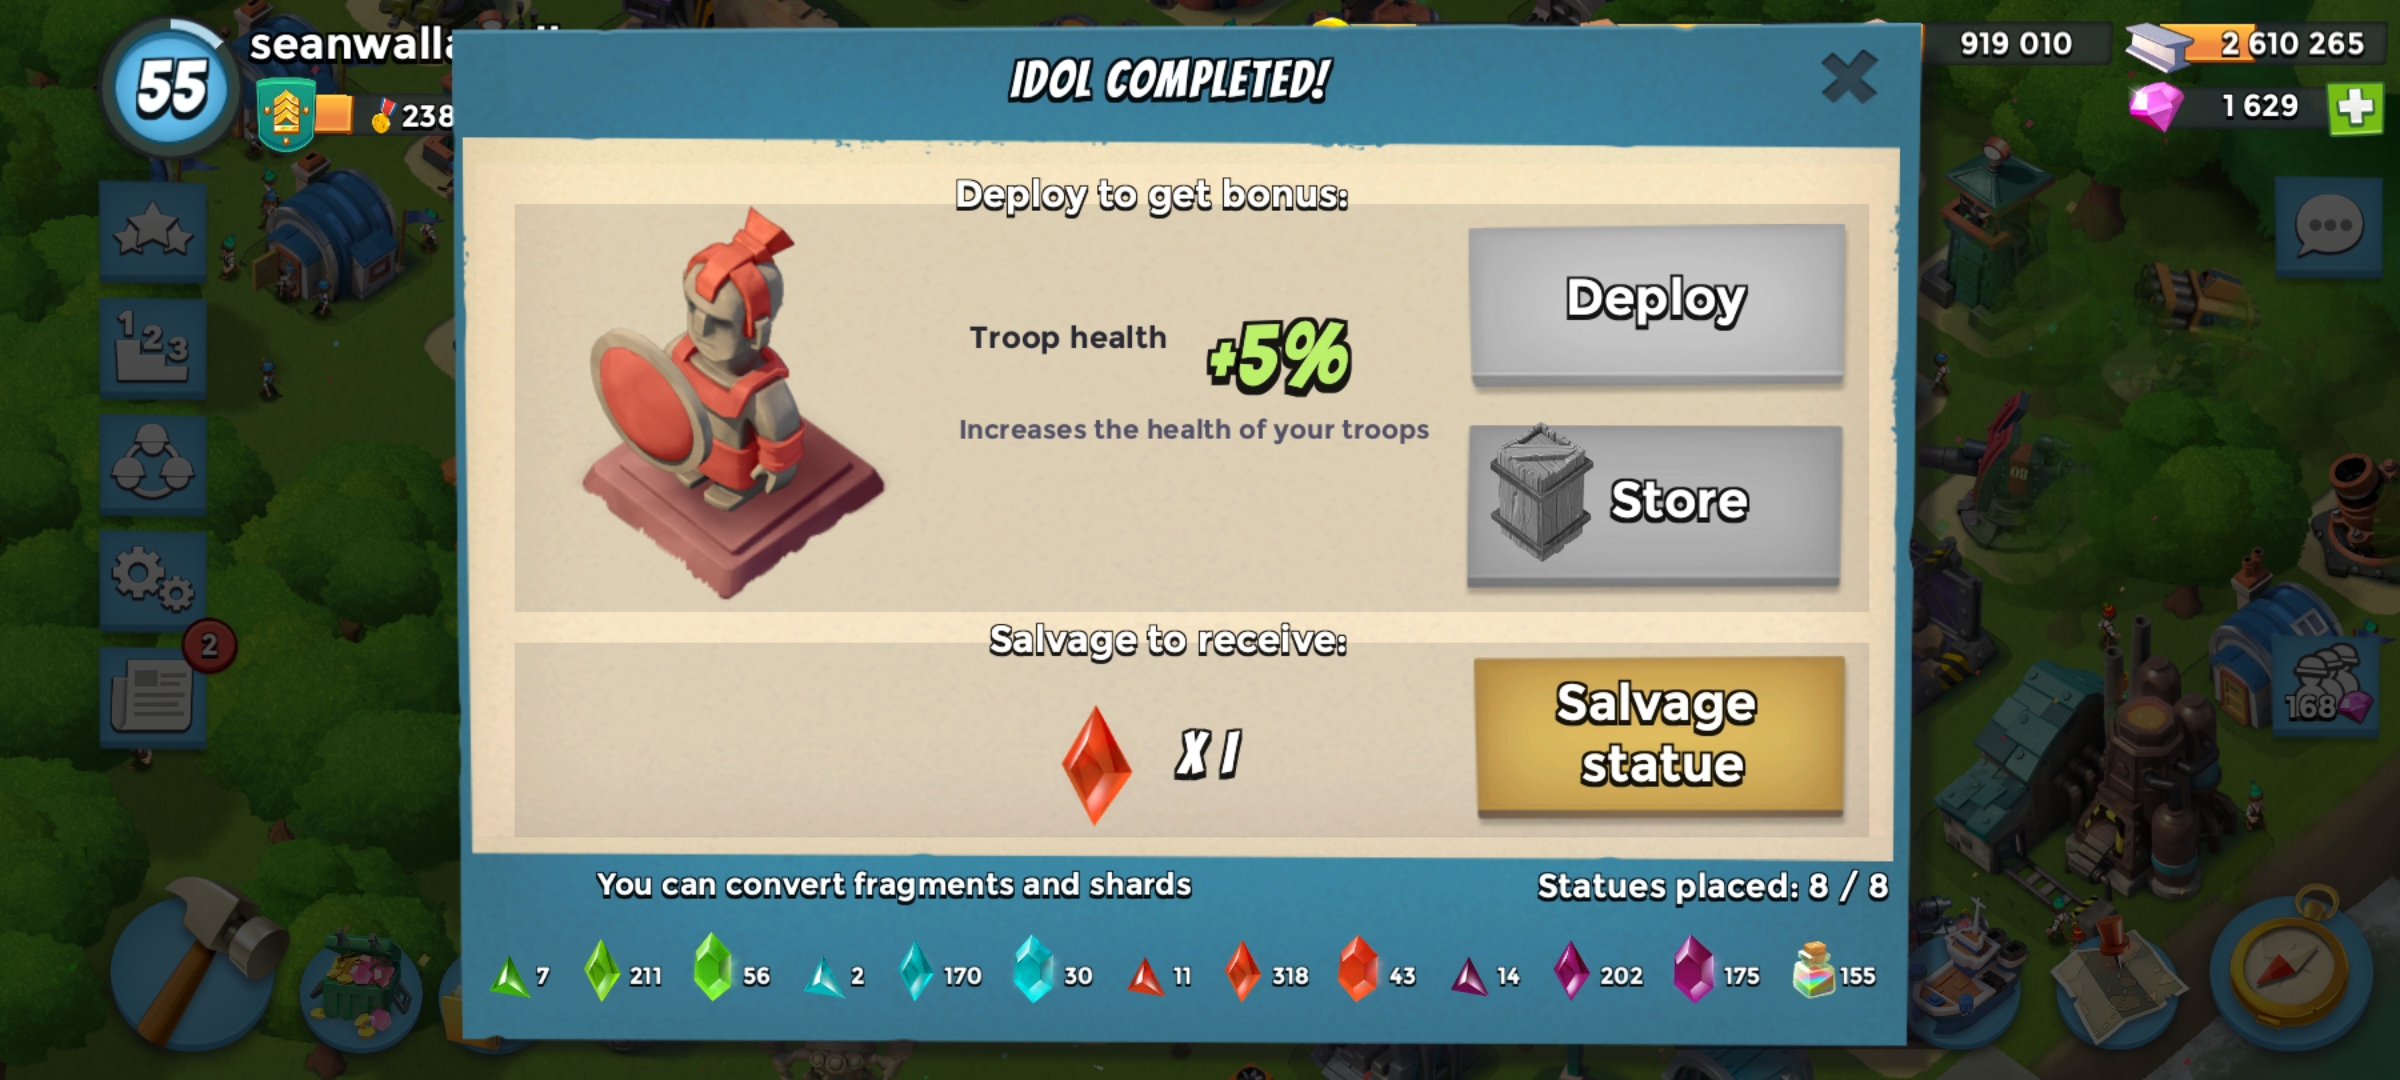 55
238
919 010
2 610 265
1 629
IDOL COMPLETED!
Deploy to get bonus:
Troop health +5%
Increases the health of your troops
Deploy
Store
Salvage to receive:
X 1
Salvage
statue
You can convert fragments and shards
Statues placed: 8 / 8
7 211 56 2 170 30 11 318 43 14 202 175 155
1 2 3
2
168